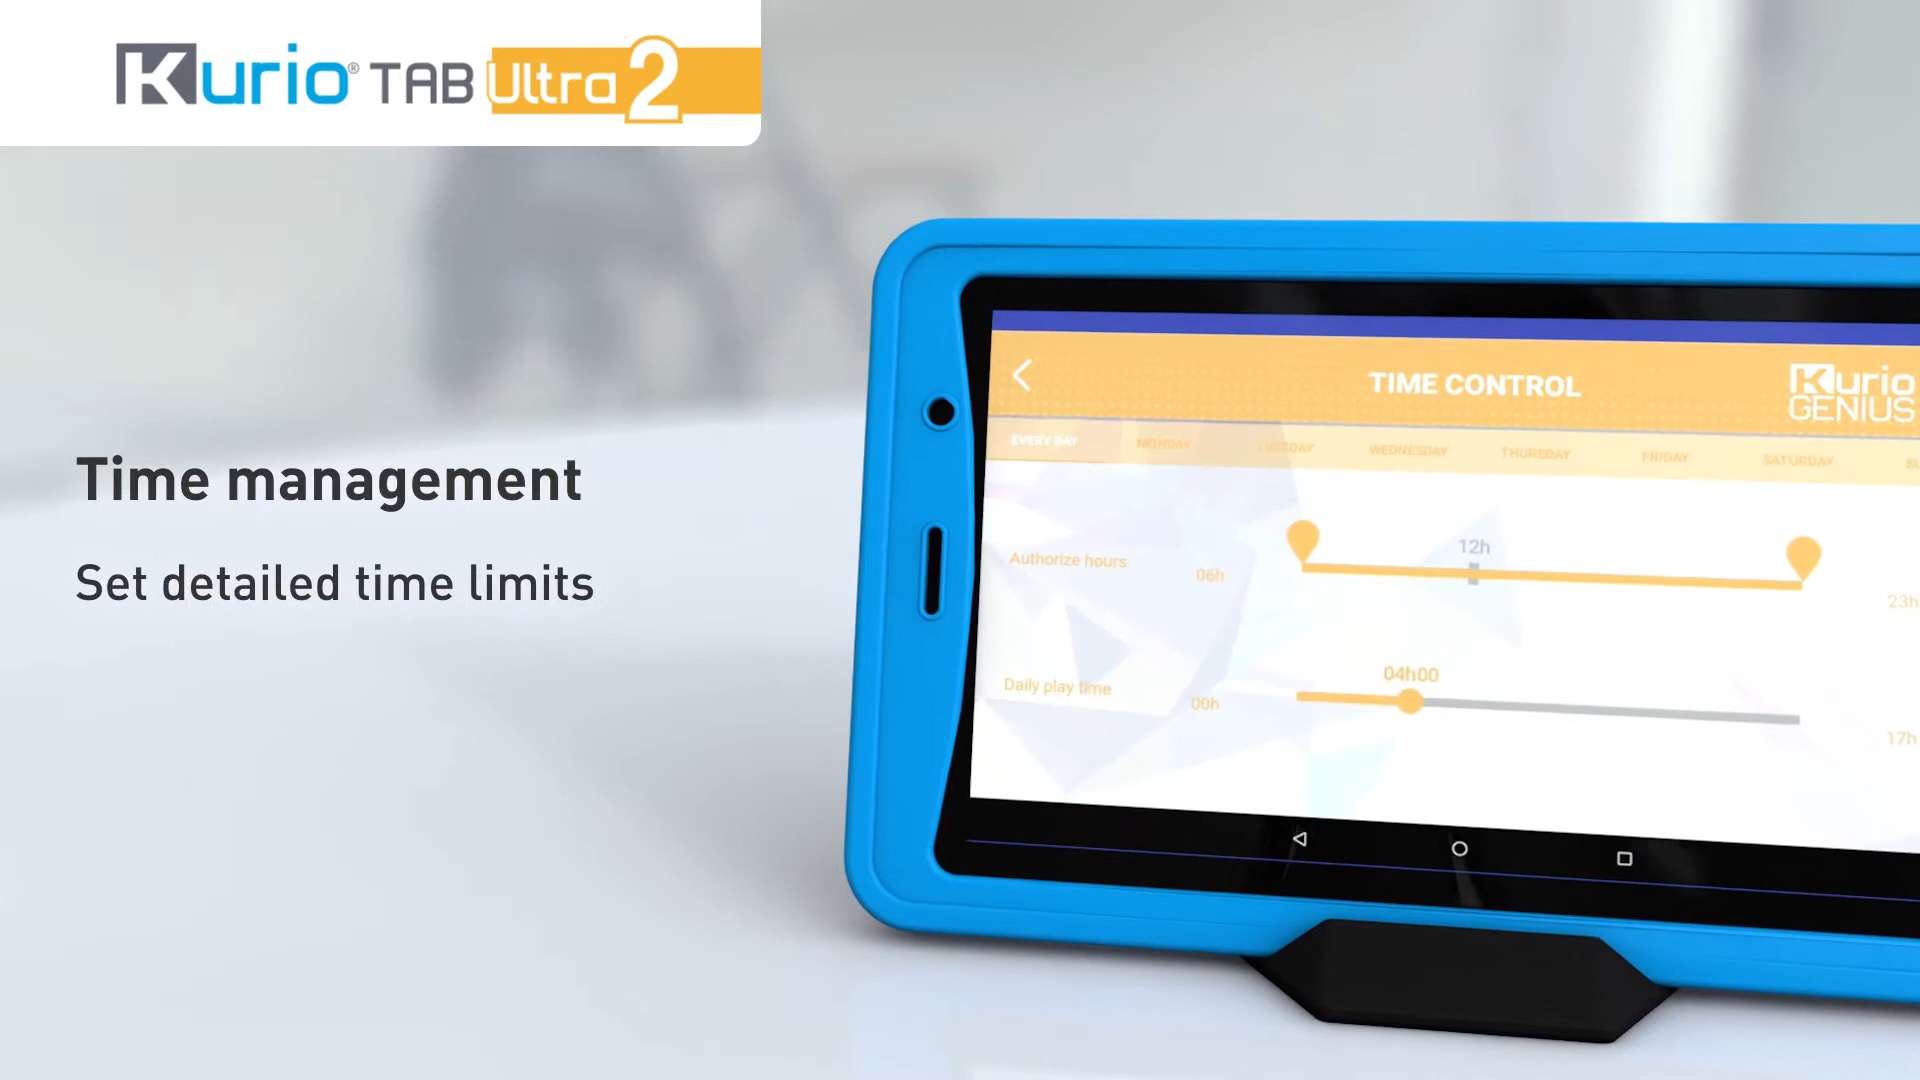 Kurio® TAB Ultra 2
Time management
Set detailed time limits
TIME CONTROL
Kurio
GENIUS
EVERY DAY
MONDAY
TUESDAY
WEDNESDAY
THURSDAY
FRIDAY
SATURDAY
Authorize hours
06h
12h
23h
Daily play time
00h
04h00
17h